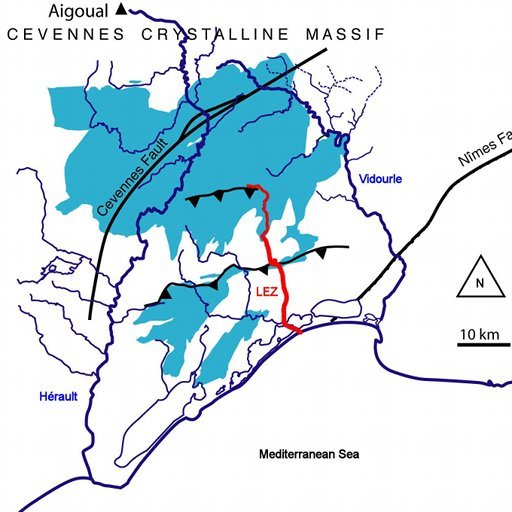 Aigoual
CEVENNES CRYSTALLINE MASSIF
Cevennes Fault
Nîmes Fa
Vidourle
N
LEZ
10 km
Hérault
Mediterranean Sea